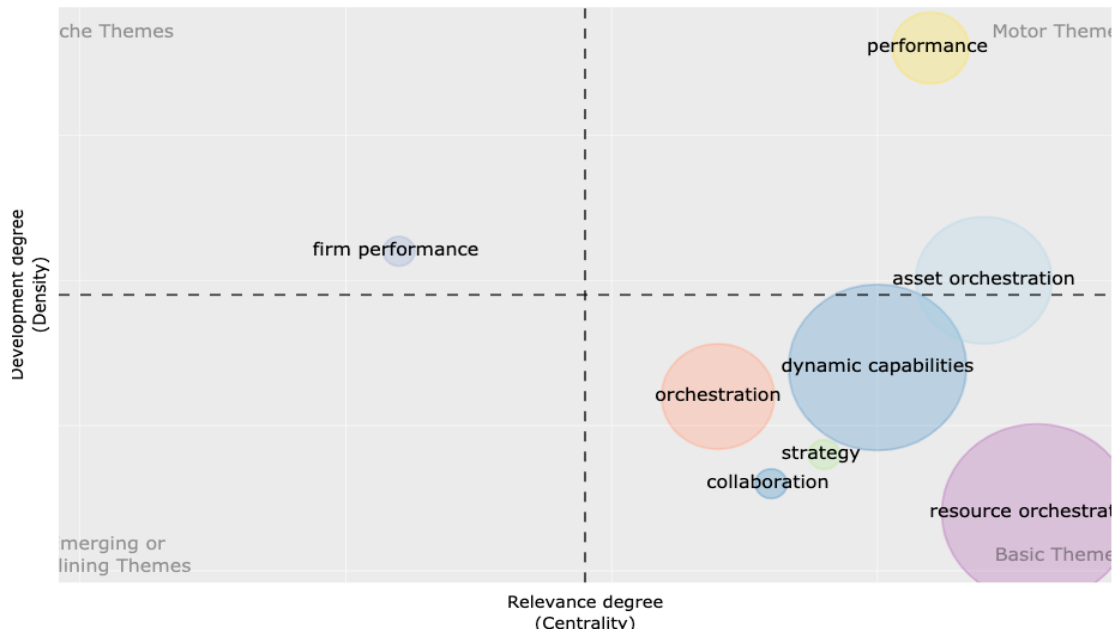 che Themes
Motor Theme
performance
firm performance
asset orchestration
dynamic capabilities
orchestration
strategy
collaboration
resource orchestrat
merging or
lining Themes
Basic Theme
Development degree
(Density)
Relevance degree
(Centrality)